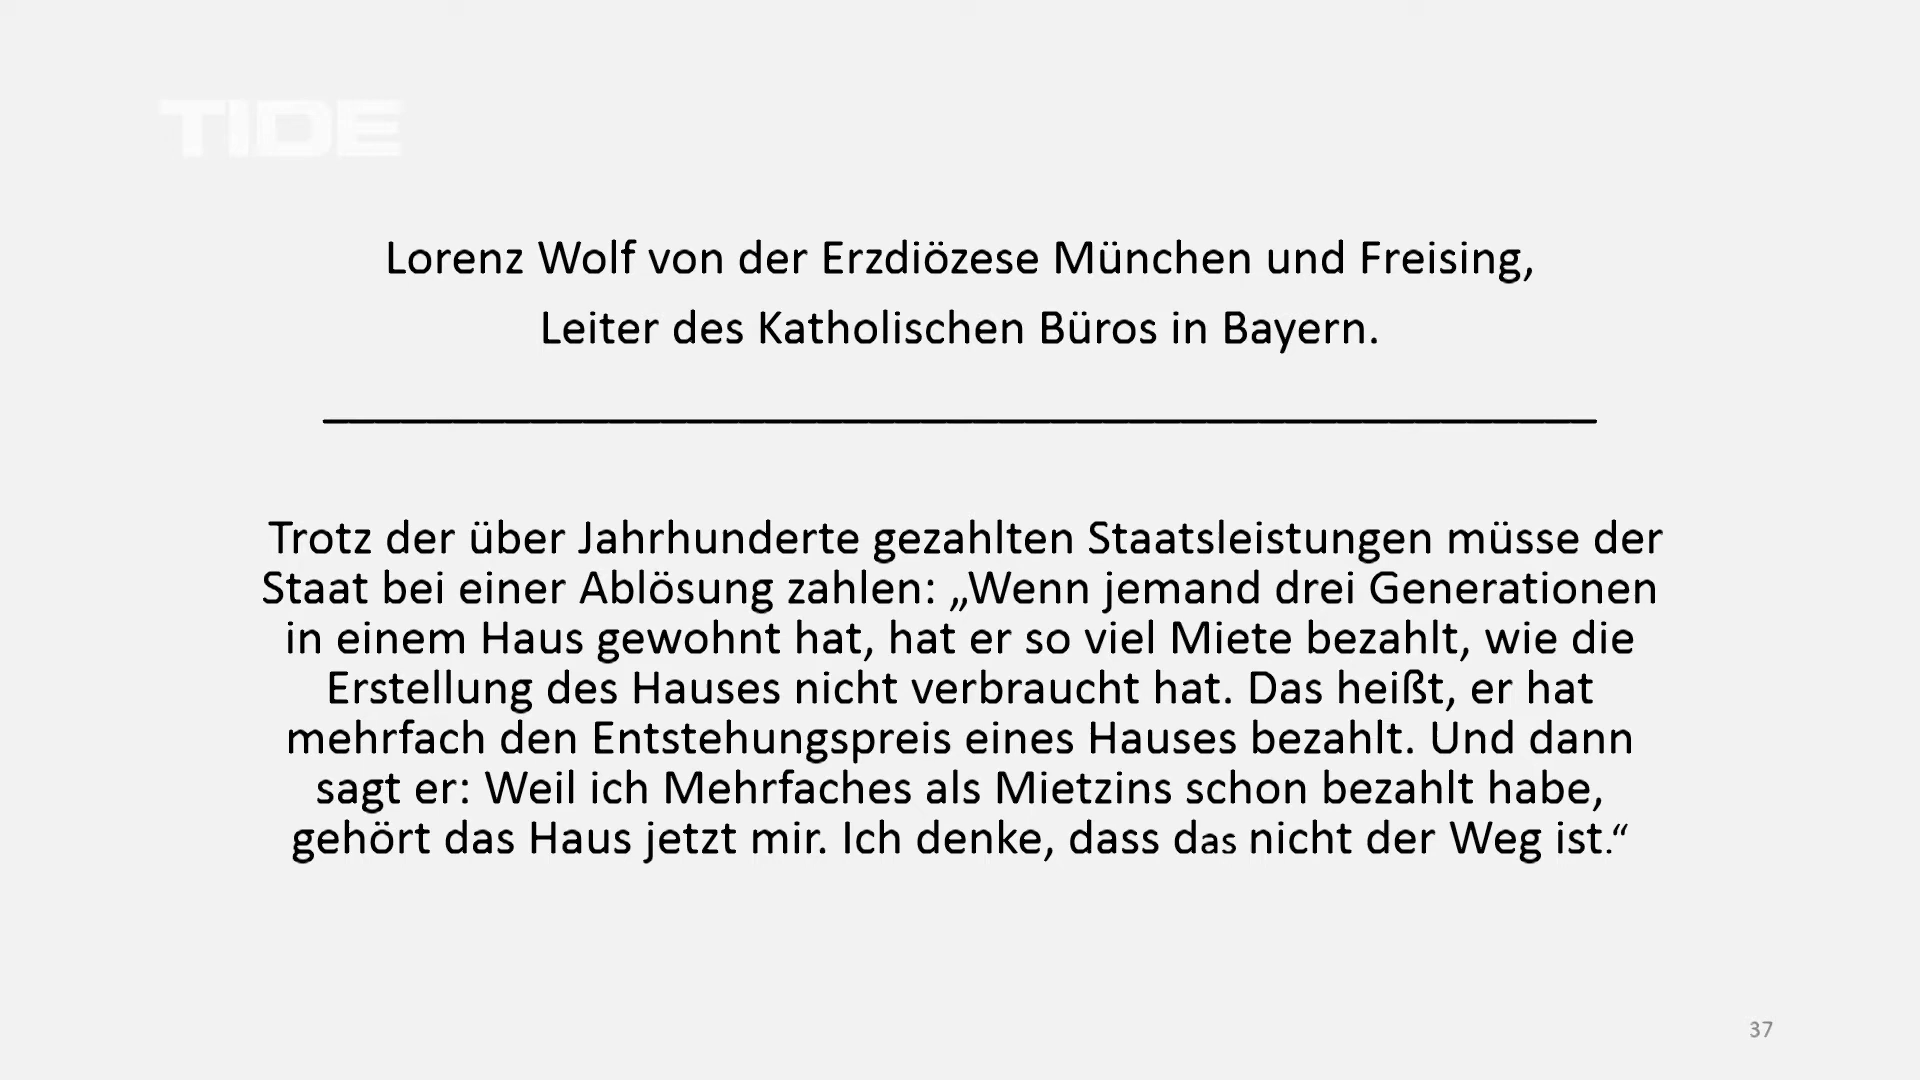 TIDE
Lorenz Wolf von der Erzdiözese München und Freising,
Leiter des Katholischen Büros in Bayern.
Trotz der über Jahrhunderte gezahlten Staatsleistungen müsse der
Staat bei einer Ablösung zahlen: „Wenn jemand drei Generationen
in einem Haus gewohnt hat, hat er so viel Miete bezahlt, wie die
Erstellung des Hauses nicht verbraucht hat. Das heißt, er hat
mehrfach den Entstehungspreis eines Hauses bezahlt. Und dann
sagt er: Weil ich Mehrfaches als Mietzins schon bezahlt habe,
gehört das Haus jetzt mir. Ich denke, dass das nicht der Weg ist.“
37